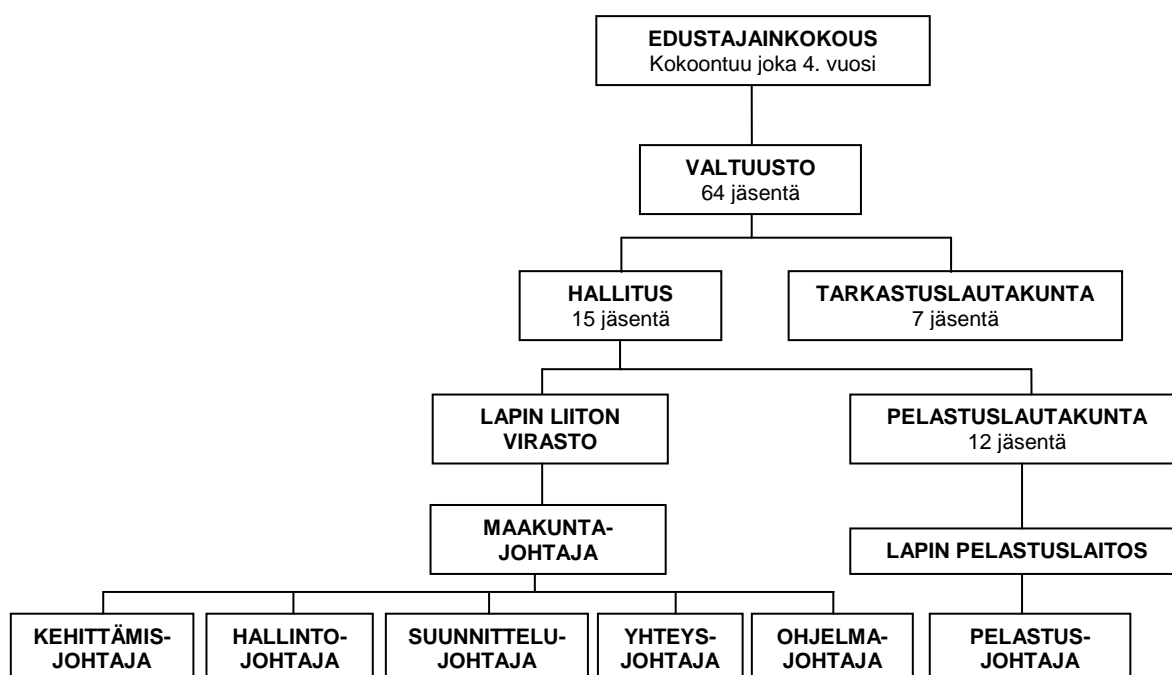 EDUSTAJAINKOKOUS
Kokoontuu joka 4. vuosi
VALTUUSTO
64 jäsentä
HALLITUS
15 jäsentä
TARKASTUSLAUTAKUNTA
7 jäsentä
LAPIN LIITON
VIRASTO
PELASTUSLAUTAKUNTA
12 jäsentä
MAAKUNTA-
JOHTAJA
LAPIN PELASTUSLAITOS
KEHITTÄMIS-
JOHTAJA
HALLINTO-
JOHTAJA
SUUNNITTELU-
JOHTAJA
YHTEYS-
JOHTAJA
OHJELMA-
JOHTAJA
PELASTUS-
JOHTAJA